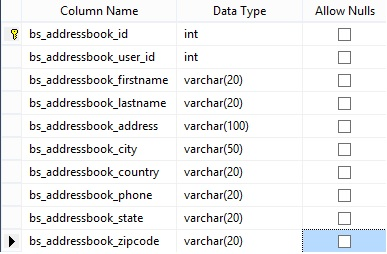 Column Name Data Type Allow Nulls
bs_addressbook_id int
bs_addressbook_user_id int
bs_addressbook_firstname varchar(20)
bs_addressbook_lastname varchar(20)
bs_addressbook_address varchar(100)
bs_addressbook_city varchar(50)
bs_addressbook_country varchar(20)
bs_addressbook_phone varchar(20)
bs_addressbook_state varchar(20)
bs_addressbook_zipcode varchar(20)